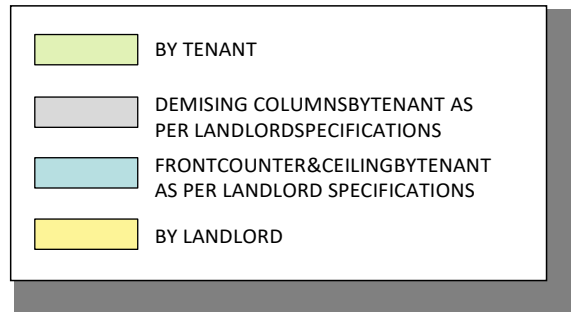 BY TENANT
DEMISING COLUMNSBYTENANT AS
PER LANDLORDSPECIFICATIONS
FRONTCOUNTER&CEILINGBYTENANT
AS PER LANDLORD SPECIFICATIONS
BY LANDLORD